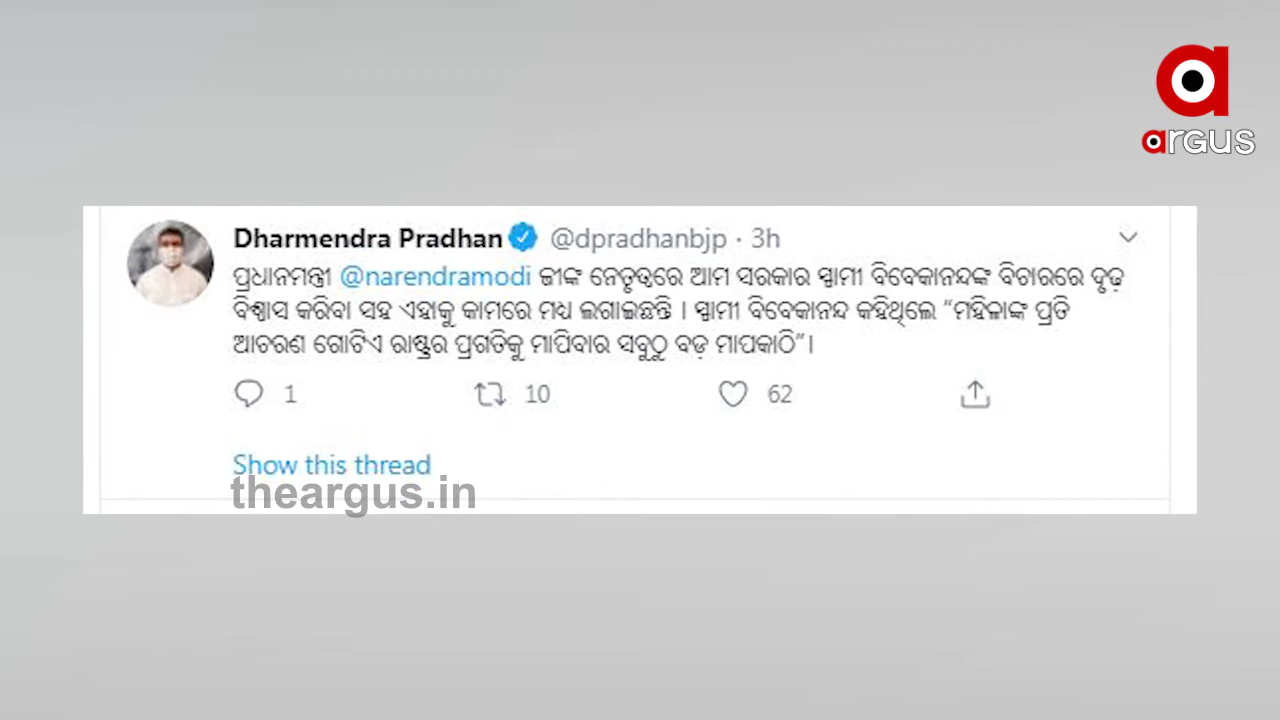 argus
Dharmendra Pradhan @dpradhanbjp · 3h
ପ୍ରଧାନମନ୍ତ୍ରୀ @narendramodi ଜୀଙ୍କ ନେତୃତ୍ୱରେ ଆମ ସରକାର ସ୍ୱାମୀ ବିବେକାନନ୍ଦଙ୍କ ବିଚାରରେ ଦୃଢ଼
ବିଶ୍ୱାସ କରିବା ସହ ଏହାକୁ କାମରେ ମଧ୍ୟ ଲଗାଇଛନ୍ତି । ସ୍ୱାମୀ ବିବେକାନନ୍ଦ କହିଥିଲେ “ମହିଳାଙ୍କ ପ୍ରତି
ଆଚରଣ ଗୋଟିଏ ରାଷ୍ଟ୍ରର ପ୍ରଗତିକୁ ମାପିବାର ସବୁଠୁ ବଡ଼ ମାପକାଠି”।
1 10 62
Show this thread
theargus.in